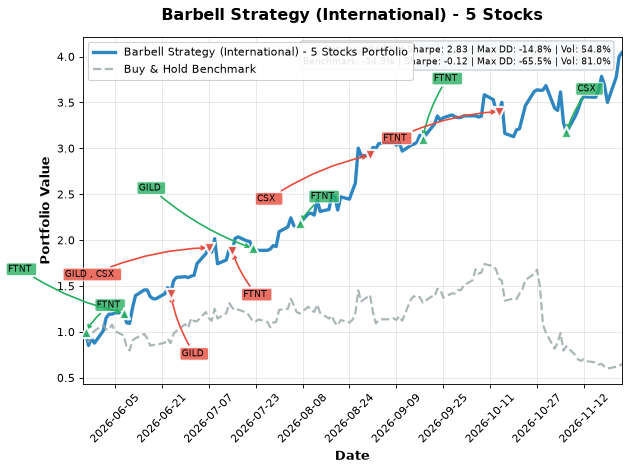 Barbell Strategy (International) - 5 Stocks
Barbell Strategy (International) - 5 Stocks Portfolio
Buy & Hold Benchmark
Sharpe: 2.83 | Max DD: -14.8% | Vol: 54.8%
Benchmark: -34.9% | Sharpe: -0.12 | Max DD: -65.5% | Vol: 81.0%
4.0
3.5
3.0
2.5
2.0
1.5
1.0
0.5
Portfolio Value
FTNT
CSX
FTNT
GILD
CSX
FTNT
FTNT
GILD , CSX
FTNT
FTNT
GILD
2026-06-05
2026-06-21
2026-07-07
2026-07-23
2026-08-08
2026-08-24
2026-09-09
2026-09-25
2026-10-11
2026-10-27
2026-11-12
Date